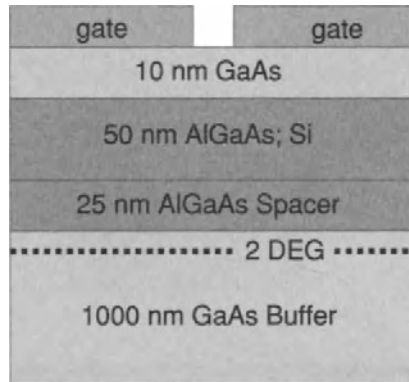 gate gate
10 nm GaAs
50 nm AlGaAs; Si
25 nm AlGaAs Spacer
2 DEG
1000 nm GaAs Buffer